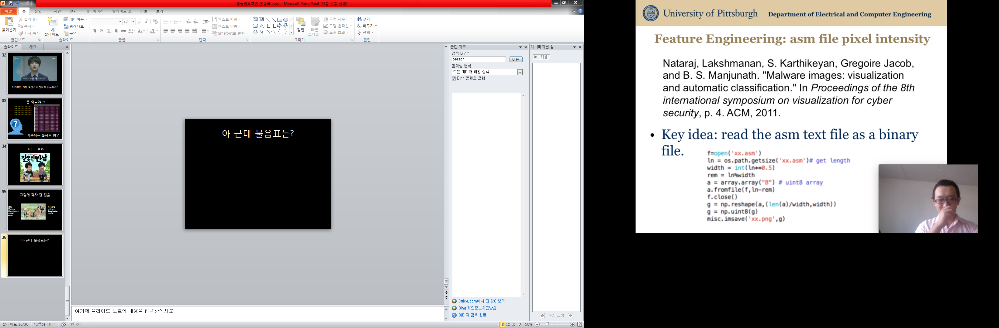 데놀발표초안_윤성국.pptx - Microsoft PowerPoint (제품 인증 실패)
파일 홈 삽입 디자인 전환 애니메이션 슬라이드 쇼 검토 보기
붙여넣기
잘라내기
복사
서식 복사
클립보드
새 슬라이드
레이아웃
원래대로
구역
슬라이드
32
가 가 가 S 가나 Aa 가
글꼴
텍스트 방향
텍스트 맞춤
SmartArt로 변환
단락
정렬
빠른 스타일
도형 채우기
도형 윤곽선
도형 효과
그리기
찾기
바꾸기
선택
편집
슬라이드 개요
32
이대로만 하면 악성코드 전처리 되는거죠?
33
응 아니야 ㅋ
계속되는 물음표 향연
34
그리고 불화
잘못된 만남
35
그렇게 각자 갈 길을
Malware
Classification
model
attack
Malware
Classification
model
36
아 근데 물음표는?
아 근데 물음표는?
여기에 슬라이드 노트의 내용을 입력하십시오
클립 아트
검색 대상:
person
이동
검색할 형식:
모든 미디어 파일 형식
Bing 콘텐츠 포함
Office.com에서 더 찾아보기
Bing 개인정보취급방침
이미지 검색 힌트
애니메이션 창
재생
순서 조정
슬라이드 36/36 "Office 테마" 한국어
50%
University of Pittsburgh Department of Electrical and Computer Engineering
Feature Engineering: asm file pixel intensity
Nataraj, Lakshmanan, S. Karthikeyan, Gregoire Jacob,
and B. S. Manjunath. "Malware images: visualization
and automatic classification." In Proceedings of the 8th
international symposium on visualization for cyber
security, p. 4. ACM, 2011.
• Key idea: read the asm text file as a binary
file.
f=open('xx.asm')
ln = os.path.getsize('xx.asm')# get length
width = int(ln**0.5)
rem = ln%width
a = array.array("B") # uint8 array
a.fromfile(f,ln-rem)
f.close()
g = np.reshape(a,(len(a)/width,width))
g = np.uint8(g)
misc.imsave('xx.png',g)